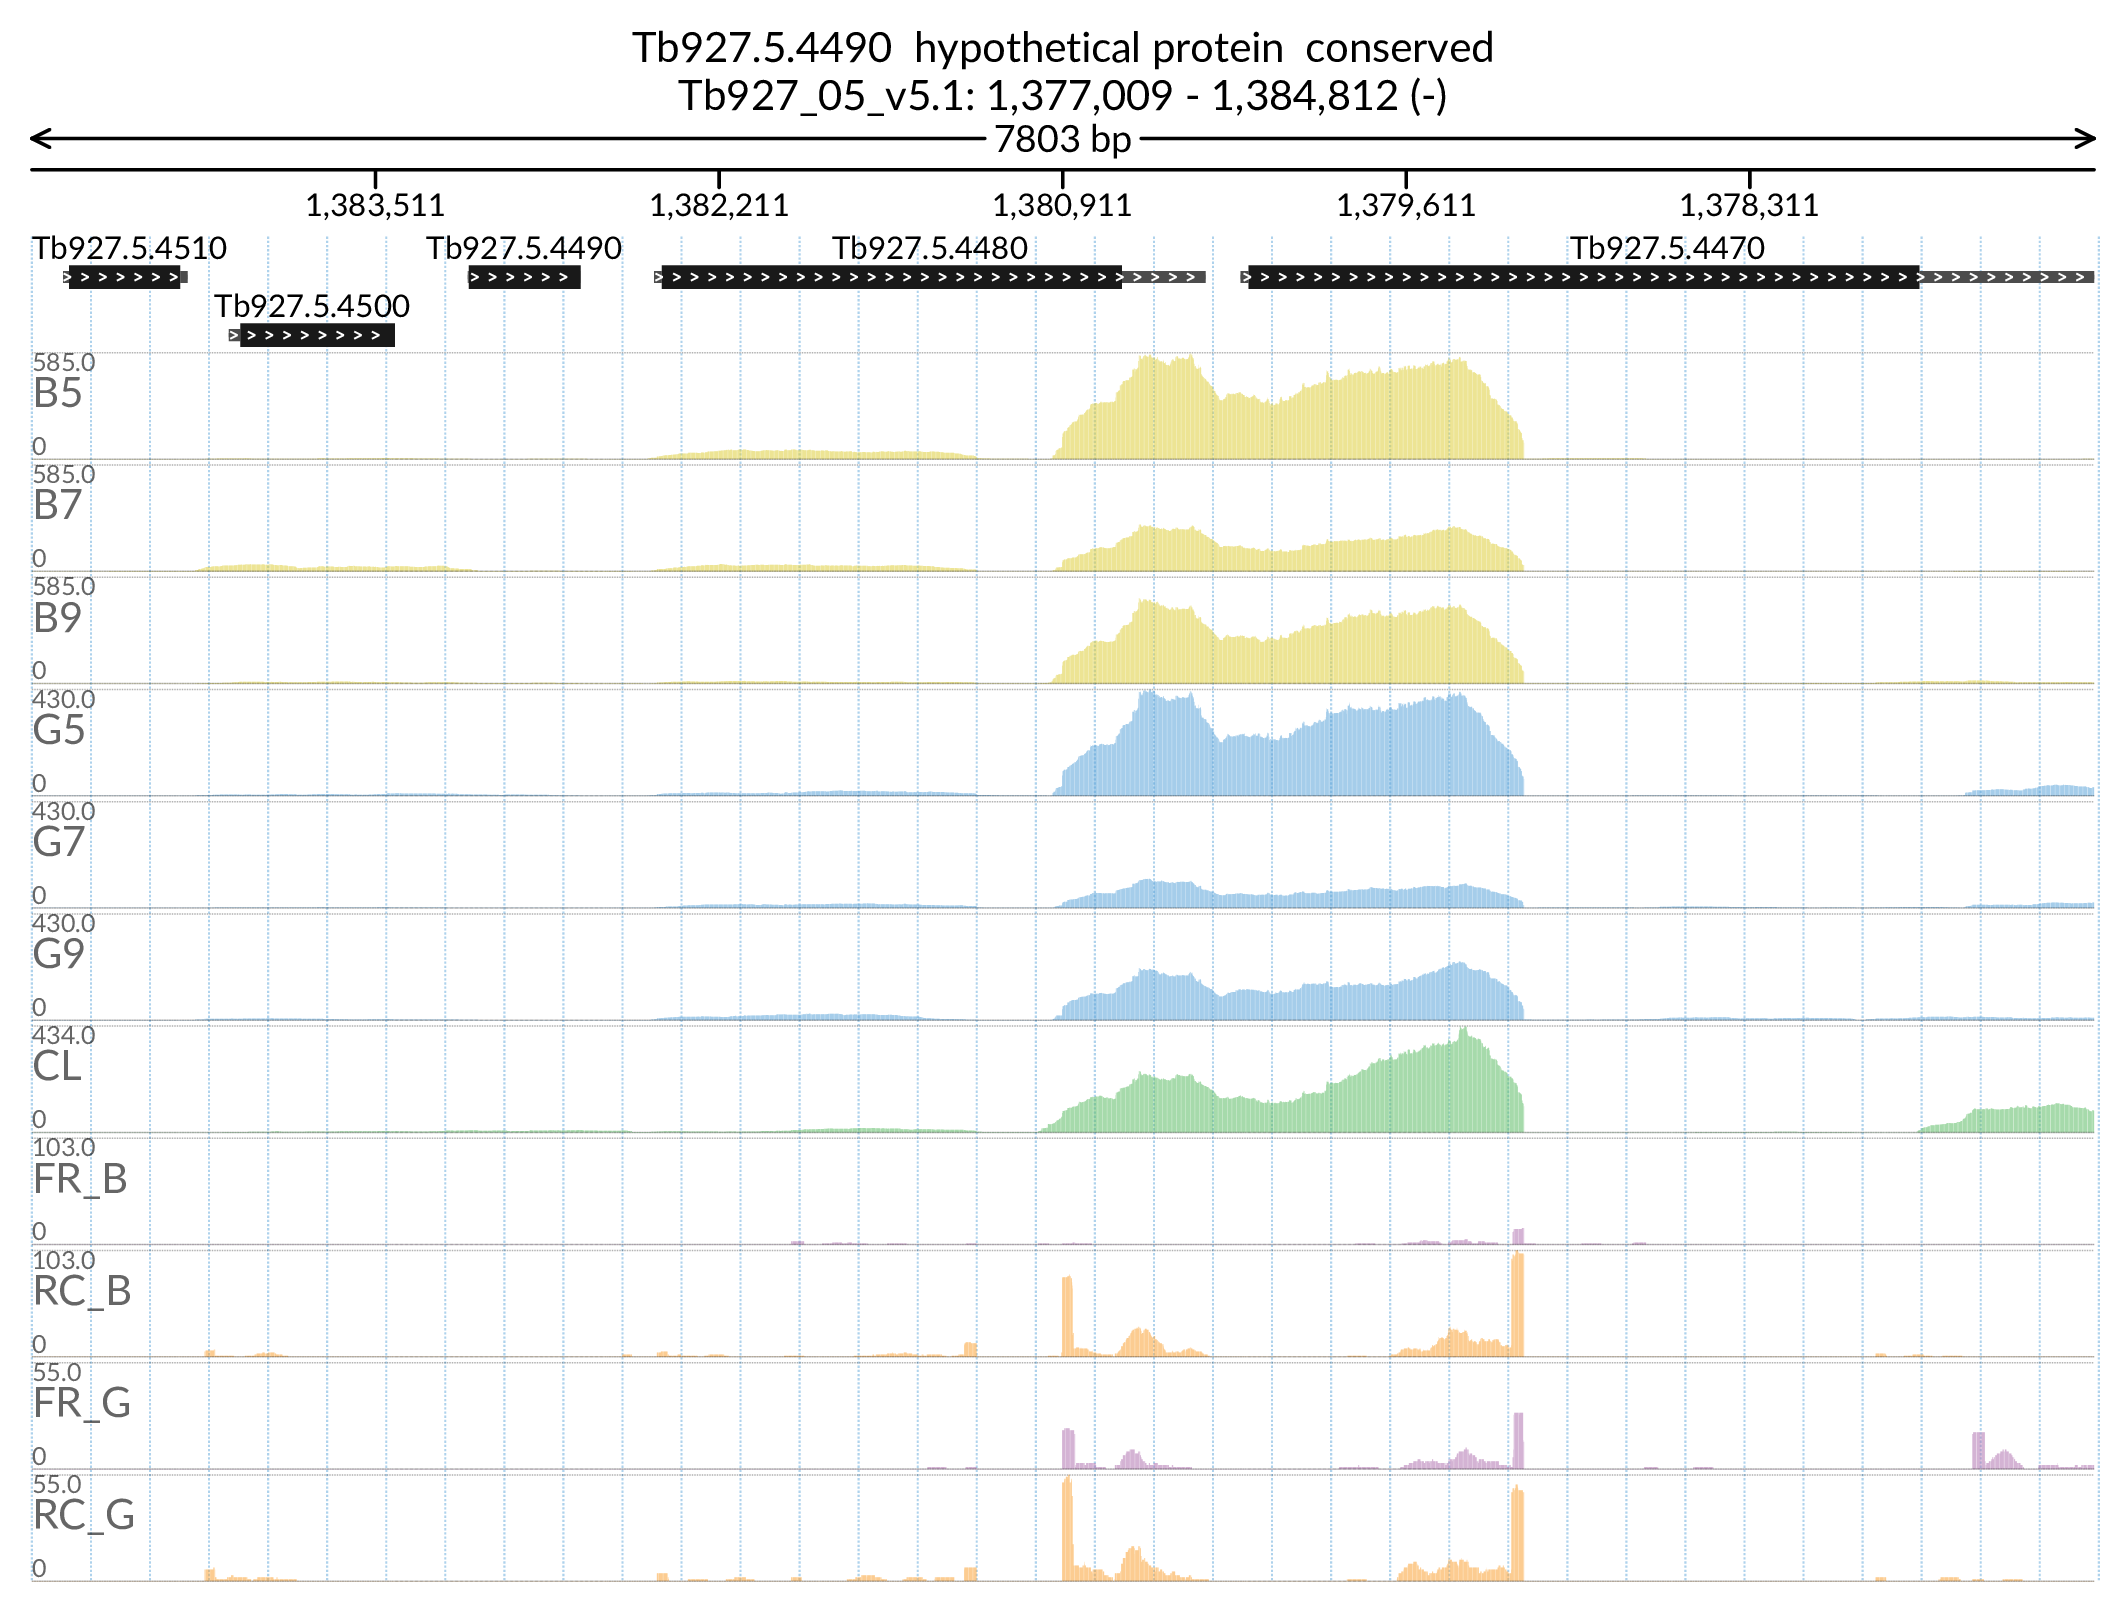 Tb927.5.4490  hypothetical protein  conserved
Tb927_05_v5.1: 1,377,009 - 1,384,812 (-)
7803 bp
1,383,511 1,382,211 1,380,911 1,379,611 1,378,311
Tb927.5.4510 Tb927.5.4490 Tb927.5.4480 Tb927.5.4470
Tb927.5.4500
585.0
B5
0
585.0
B7
0
585.0
B9
0
430.0
G5
0
430.0
G7
0
430.0
G9
0
434.0
CL
0
103.0
FR_B
0
103.0
RC_B
0
55.0
FR_G
0
55.0
RC_G
0